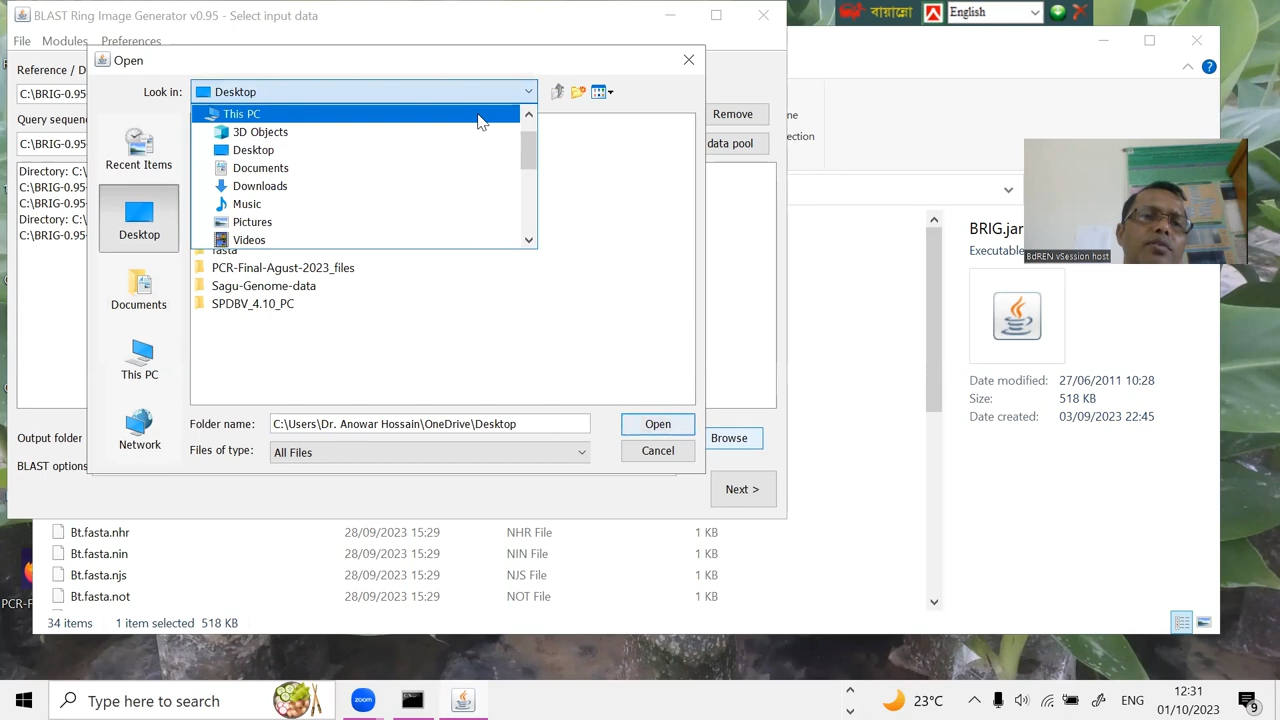 BLAST Ring Image Generator v0.95 - Select input data
বায়ান্নো
English
File Modules Preferences
Reference / D
C:\BRIG-0.95
Query sequenc
C:\BRIG-0.95
Directory: C:\
C:\BRIG-0.95
C:\BRIG-0.95
Directory: C:\
C:\BRIG-0.95
Output folder
BLAST options
Remove
data pool
Browse
Next >
Open
Look in:
Desktop
This PC
3D Objects
Desktop
Documents
Downloads
Music
Pictures
Videos
fasta
PCR-Final-Agust-2023_files
Sagu-Genome-data
SPDBV_4.10_PC
Recent Items
Desktop
Documents
This PC
Network
Folder name:
C:\Users\Dr. Anowar Hossain\OneDrive\Desktop
Open
Files of type:
All Files
Cancel
ne
ection
BRIG.jar
Executable
BdREN vSession host
Date modified: 27/06/2011 10:28
Size: 518 KB
Date created: 03/09/2023 22:45
Bt.fasta.nhr 28/09/2023 15:29 NHR File 1 KB
Bt.fasta.nin 28/09/2023 15:29 NIN File 1 KB
Bt.fasta.njs 28/09/2023 15:29 NJS File 1 KB
Bt.fasta.not 28/09/2023 15:29 NOT File 1 KB
PCR-F
34 items 1 item selected 518 KB
Type here to search
zoom
23°C
ENG
12:31
01/10/2023
9